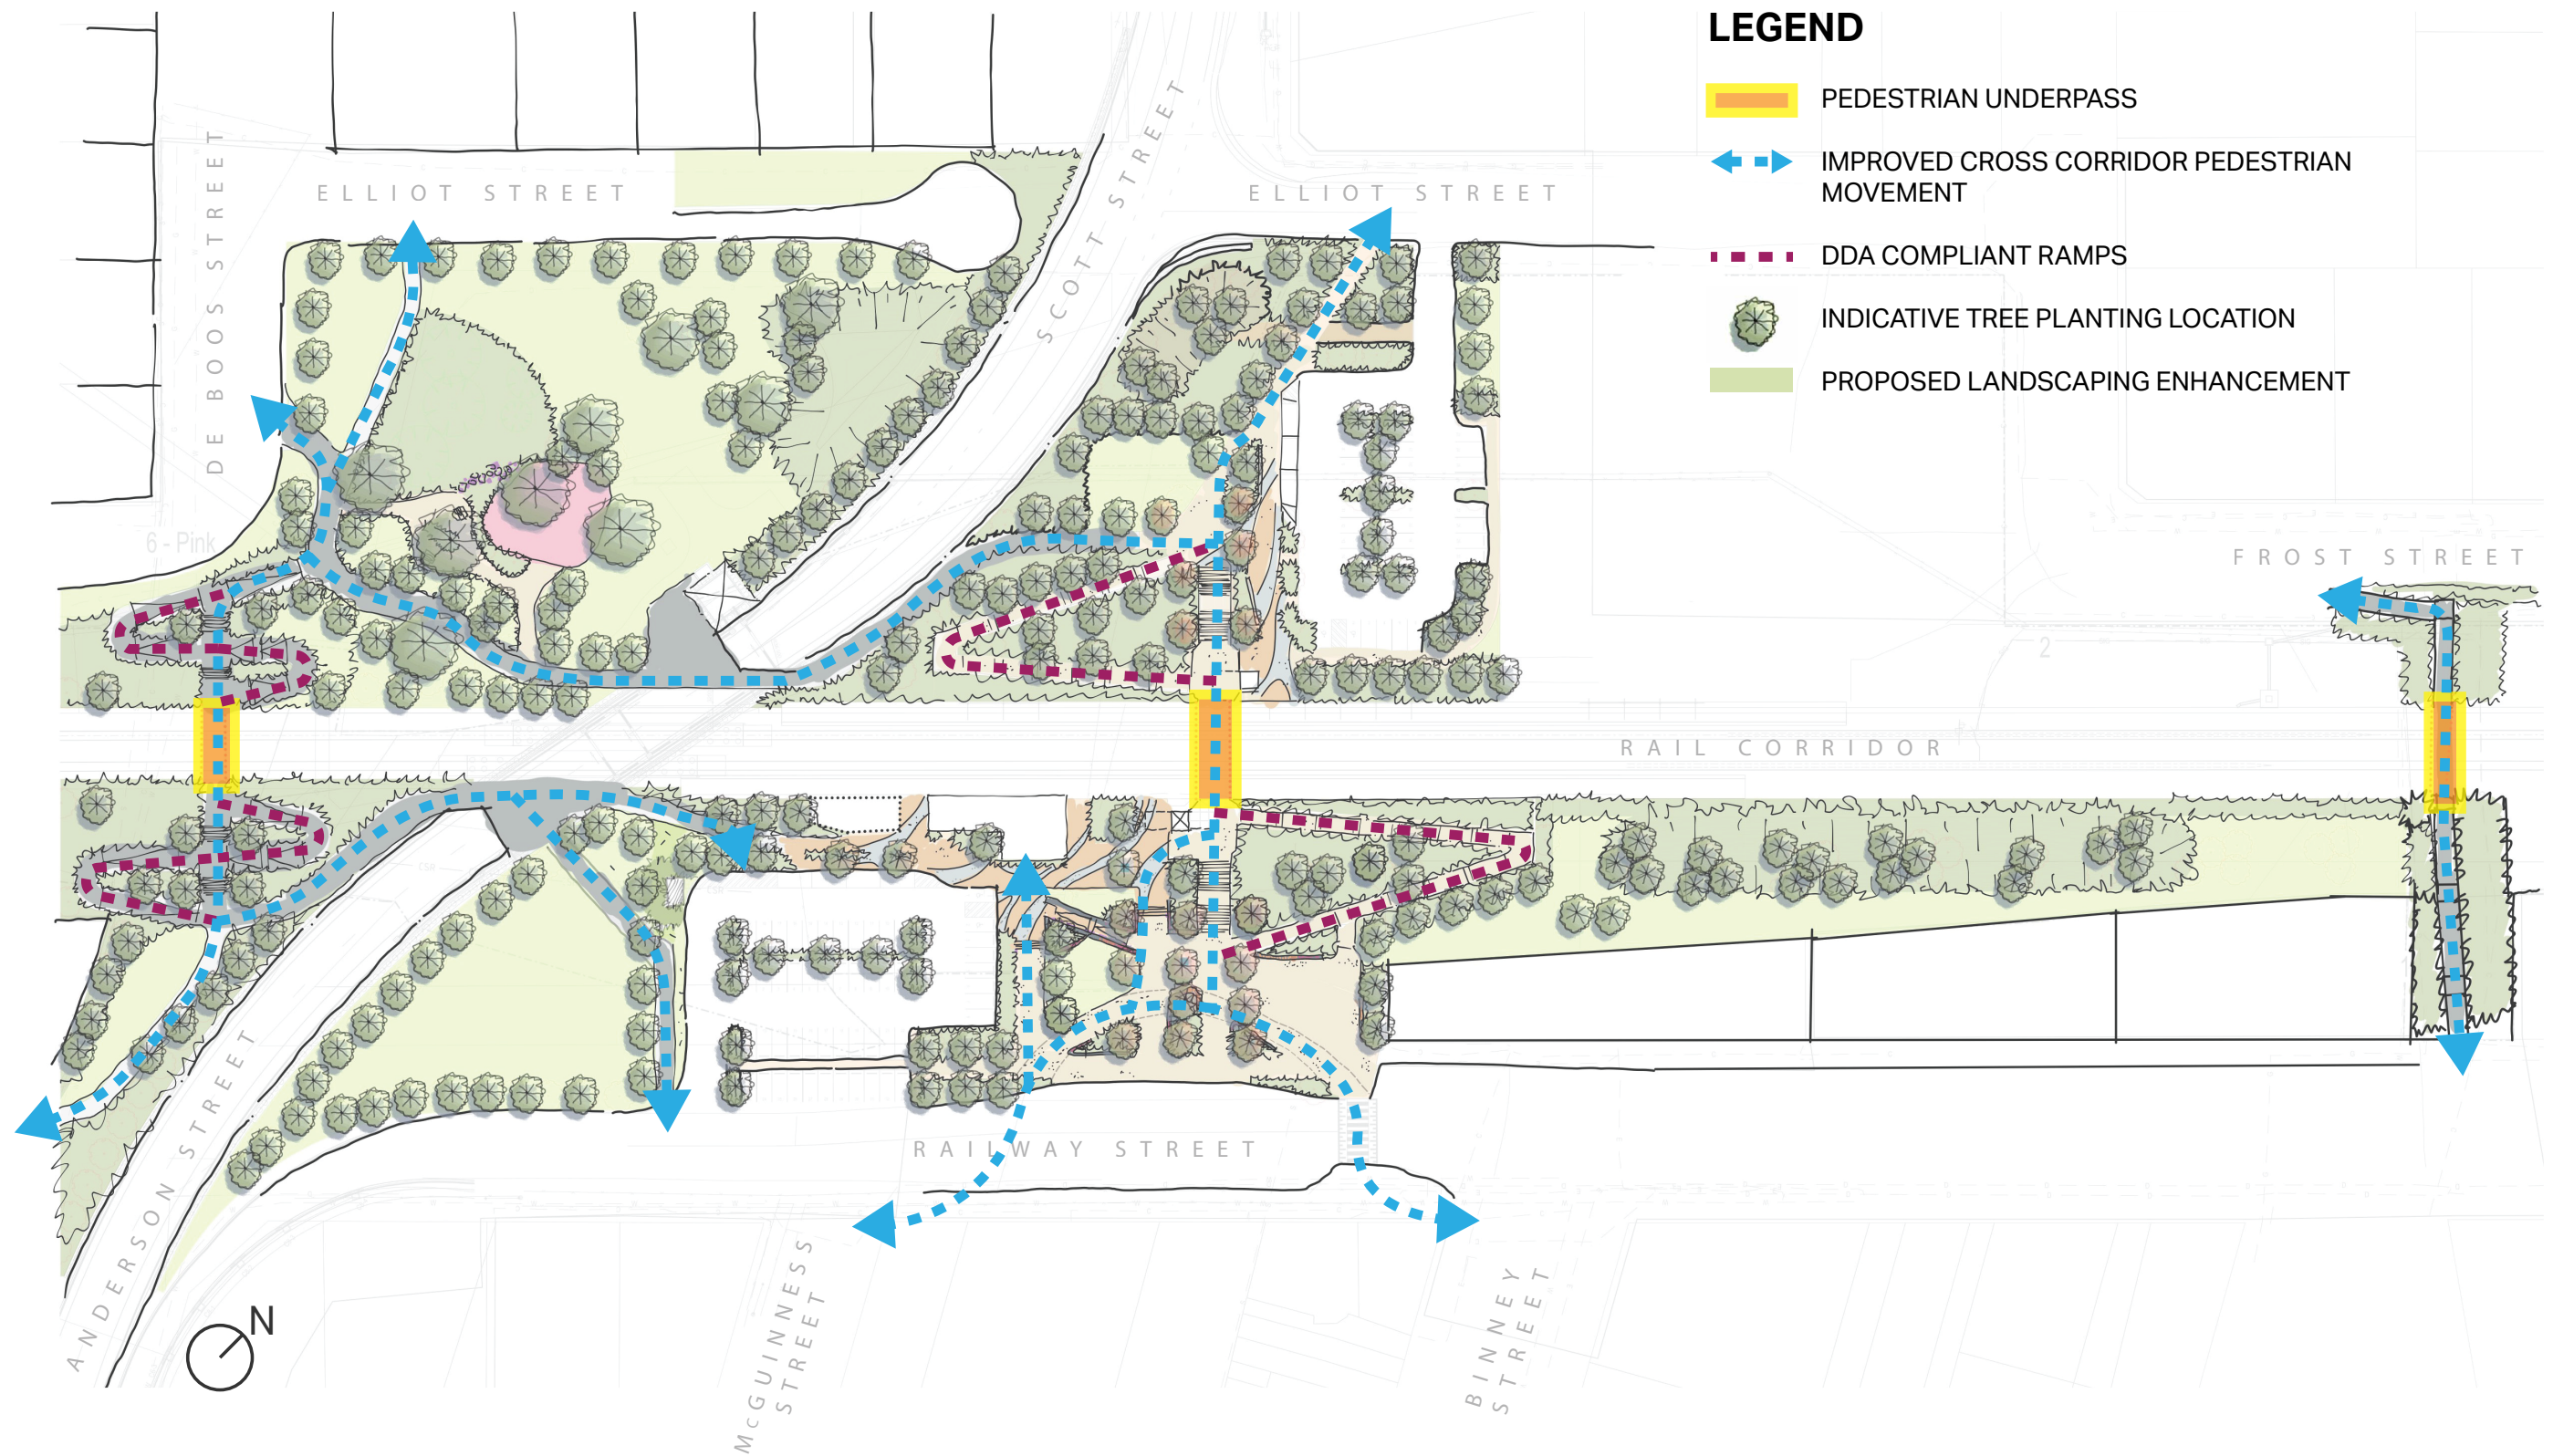 LEGEND
PEDESTRIAN UNDERPASS
IMPROVED CROSS CORRIDOR PEDESTRIAN
MOVEMENT
DDA COMPLIANT RAMPS
INDICATIVE TREE PLANTING LOCATION
PROPOSED LANDSCAPING ENHANCEMENT
ELLIOT STREET
ELLIOT STREET
DE BOOS STREET
SCOTT STREET
6 - Pink
FROST STREET
2
RAIL CORRIDOR
RAILWAY STREET
ANDERSON STREET
McGUINNESS
STREET
BINNEY
STREET
N